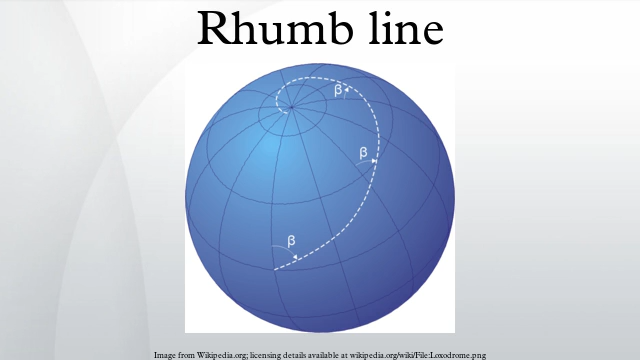 Rhumb line
β
β
β
Image from Wikipedia.org; licensing details available at wikipedia.org/wiki/File:Loxodrome.png